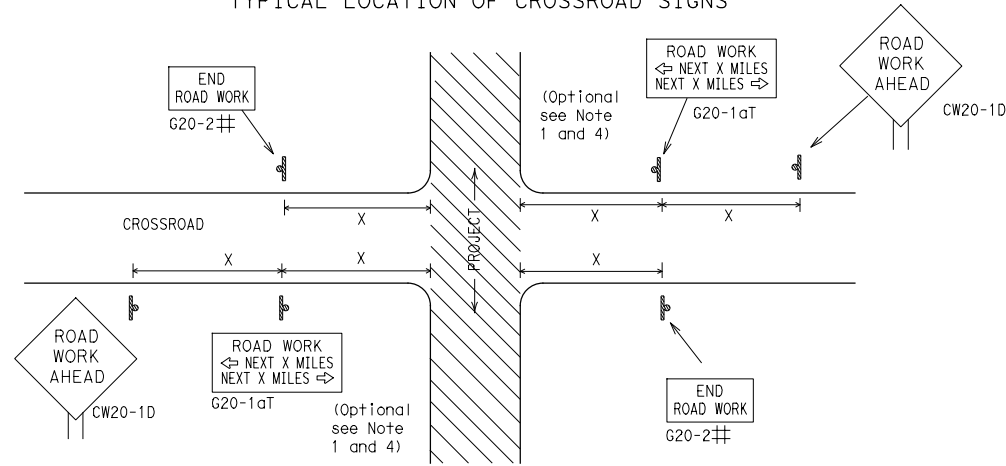 TYPICAL LOCATION OF CROSSROAD SIGNS
END
ROAD WORK
G20-2#
ROAD WORK
⇦ NEXT X MILES
NEXT X MILES ⇨
G20-1aT
(Optional
see Note
1 and 4)
ROAD
WORK
AHEAD
CW20-1D
X
X
X
CROSSROAD
PROJECT
X
X
X
ROAD
WORK
AHEAD
CW20-1D
ROAD WORK
⇦ NEXT X MILES
NEXT X MILES ⇨
G20-1aT
(Optional
see Note
1 and 4)
END
ROAD WORK
G20-2#